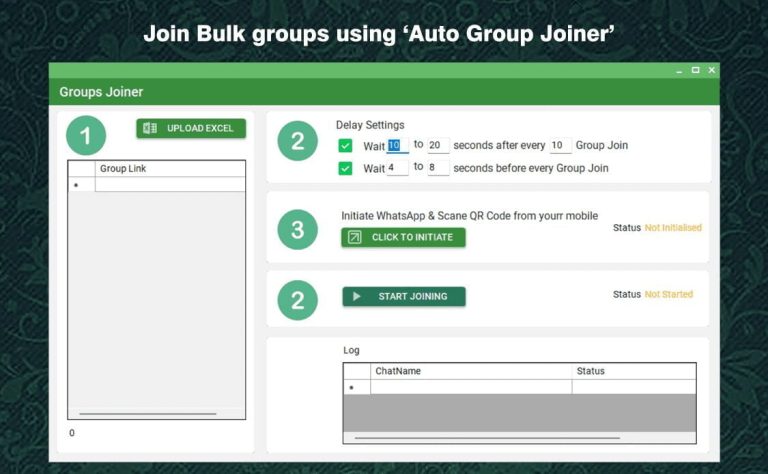 Join Bulk groups using ‘Auto Group Joiner’
Groups Joiner
1
UPLOAD EXCEL
Group Link
0
2
Delay Settings
Wait 10 to 20 seconds after every 10 Group Join
Wait 4 to 8 seconds before every Group Join
3
Initiate WhatsApp & Scane QR Code from yourr mobile
CLICK TO INITIATE
Status Not Initialised
2
START JOINING
Status Not Started
Log
ChatName Status